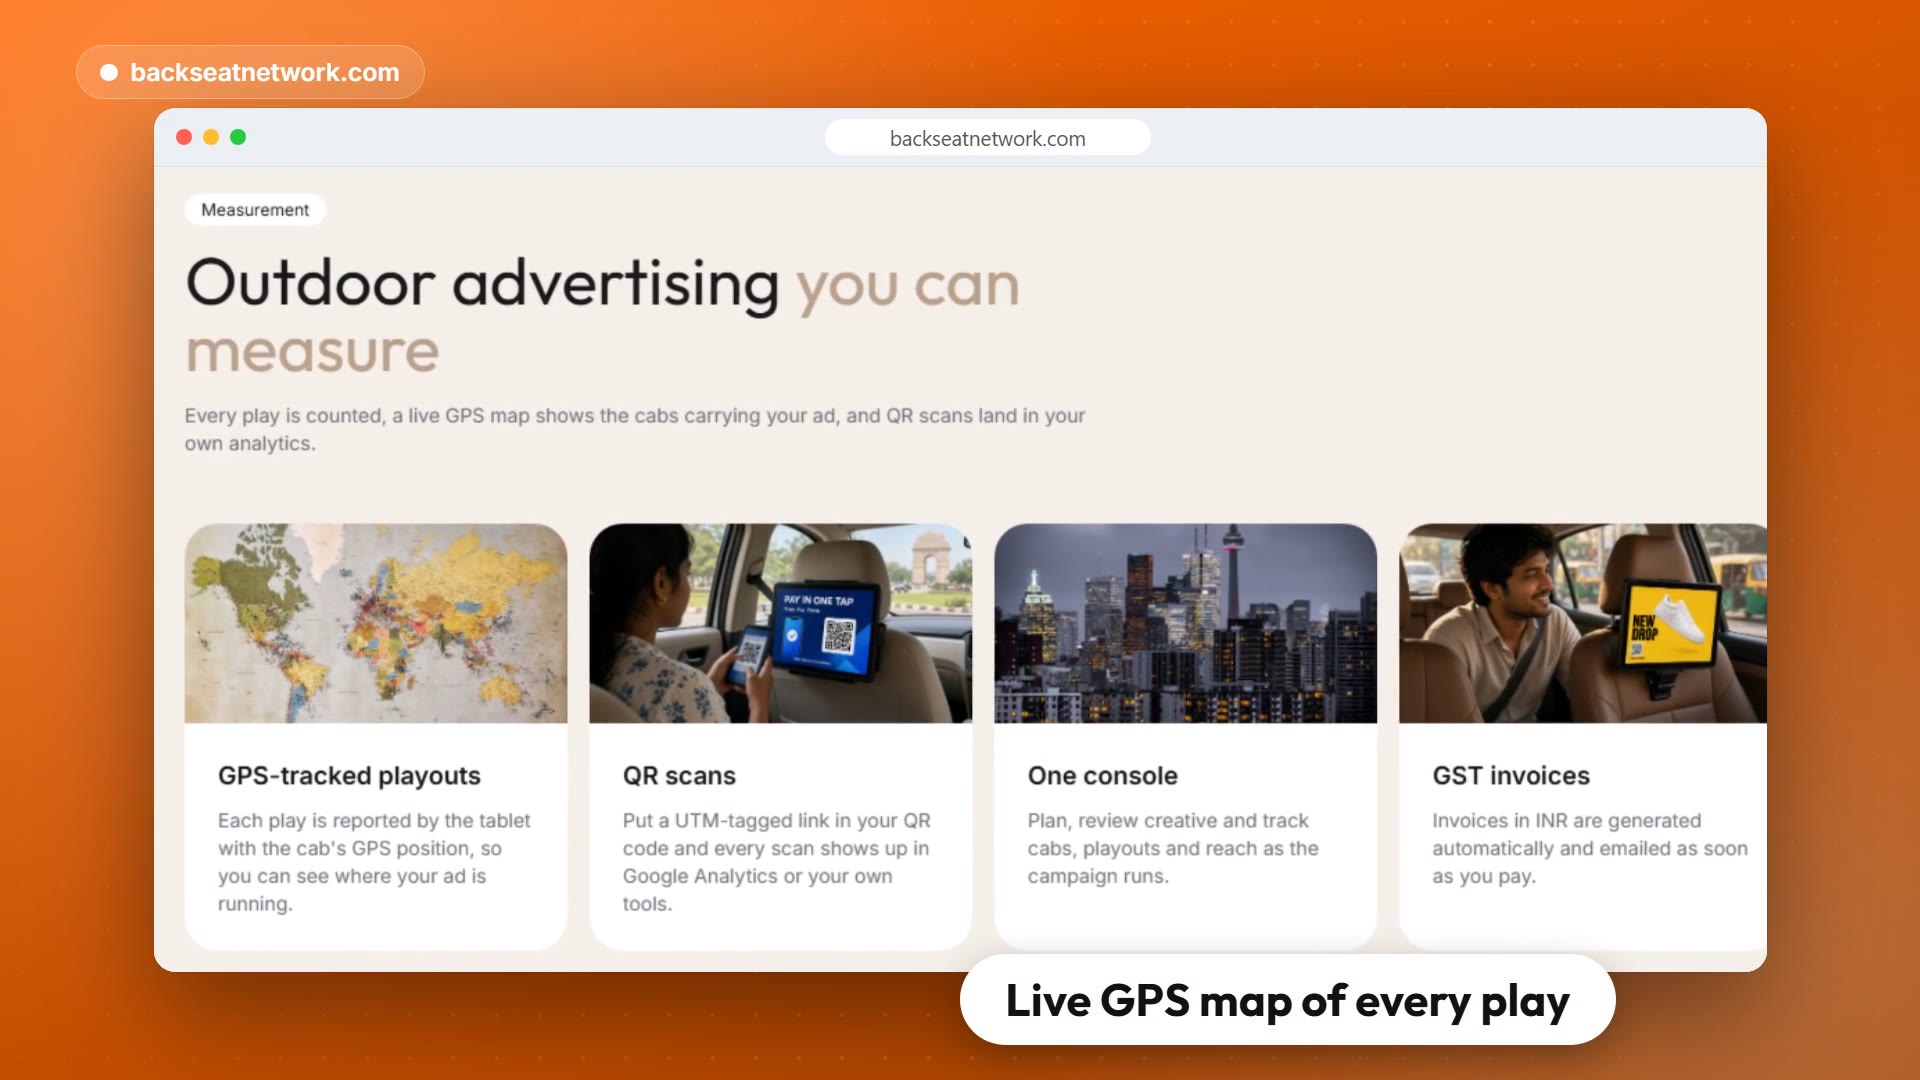 backseatnetwork.com
backseatnetwork.com
Measurement
Outdoor advertising you can
measure
Every play is counted, a live GPS map shows the cabs carrying your ad, and QR scans land in your
own analytics.
PAY IN ONE TAP
NEW
DROP
GPS-tracked playouts
Each play is reported by the tablet
with the cab's GPS position, so
you can see where your ad is
running.
QR scans
Put a UTM-tagged link in your QR
code and every scan shows up in
Google Analytics or your own
tools.
One console
Plan, review creative and track
cabs, playouts and reach as the
campaign runs.
GST invoices
Invoices in INR are generated
automatically and emailed as soon
as you pay.
Live GPS map of every play